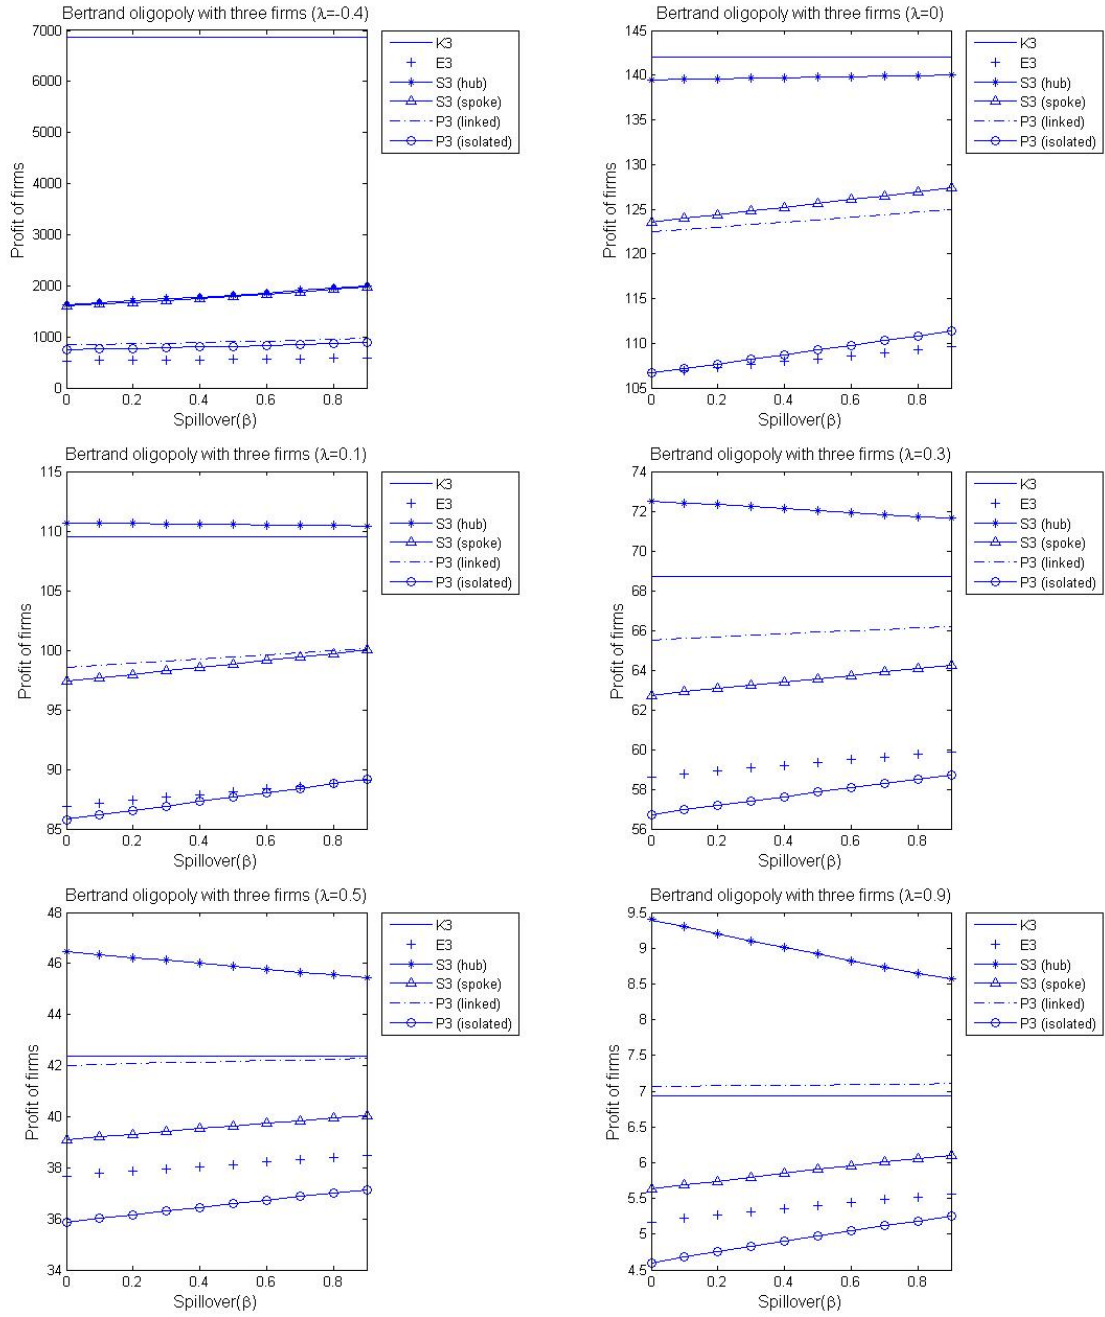 Bertrand oligopoly with three firms (λ=-0.4)
7000
6000
5000
4000
3000
2000
1000
0
Profit of firms
0 0.2 0.4 0.6 0.8
Spillover(β)
K3
E3
S3 (hub)
S3 (spoke)
P3 (linked)
P3 (isolated)
Bertrand oligopoly with three firms (λ=0)
145
140
135
130
125
120
115
110
105
Profit of firms
0 0.2 0.4 0.6 0.8
Spillover(β)
K3
E3
S3 (hub)
S3 (spoke)
P3 (linked)
P3 (isolated)
Bertrand oligopoly with three firms (λ=0.1)
115
110
105
100
95
90
85
Profit of firms
0 0.2 0.4 0.6 0.8
Spillover(β)
K3
E3
S3 (hub)
S3 (spoke)
P3 (linked)
P3 (isolated)
Bertrand oligopoly with three firms (λ=0.3)
74
72
70
68
66
64
62
60
58
56
Profit of firms
0 0.2 0.4 0.6 0.8
Spillover(β)
K3
E3
S3 (hub)
S3 (spoke)
P3 (linked)
P3 (isolated)
Bertrand oligopoly with three firms (λ=0.5)
48
46
44
42
40
38
36
34
Profit of firms
0 0.2 0.4 0.6 0.8
Spillover(β)
K3
E3
S3 (hub)
S3 (spoke)
P3 (linked)
P3 (isolated)
Bertrand oligopoly with three firms (λ=0.9)
9.5
9
8.5
8
7.5
7
6.5
6
5.5
5
4.5
Profit of firms
0 0.2 0.4 0.6 0.8
Spillover(β)
K3
E3
S3 (hub)
S3 (spoke)
P3 (linked)
P3 (isolated)